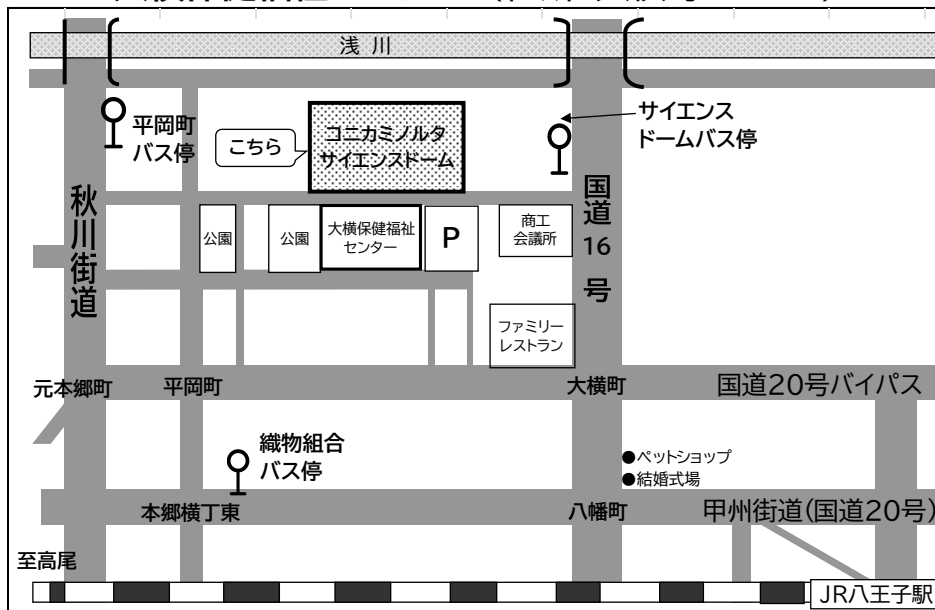 浅川
平岡町
バス停
こちら
コニカミノルタ
サイエンスドーム
サイエンス
ドームバス停
秋川街道
国道16号
公園
公園
大横保健福祉
センター
P
商工
会議所
ファミリー
レストラン
元本郷町
平岡町
大横町
国道20号バイパス
織物組合
バス停
●ペットショップ
●結婚式場
本郷横丁東
八幡町
甲州街道(国道20号)
至高尾
JR八王子駅